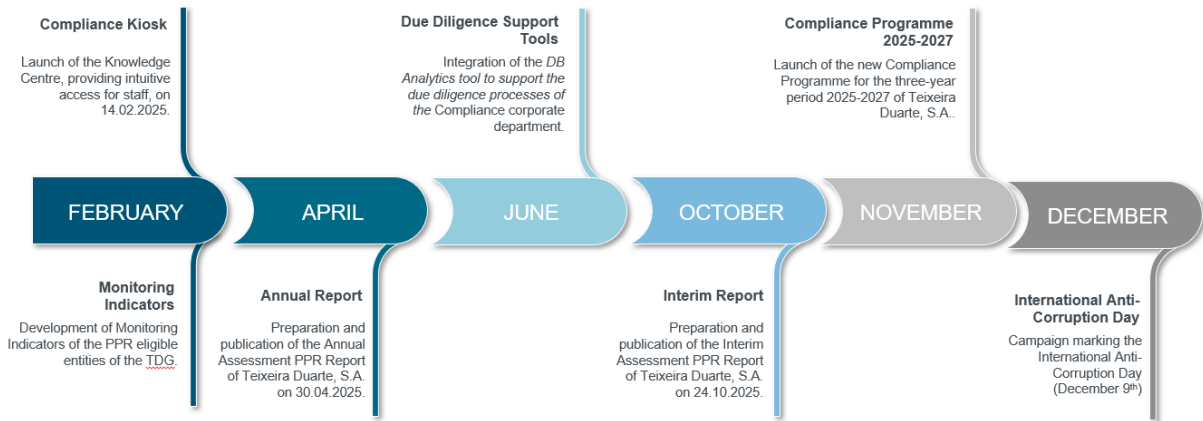 Compliance Kiosk
Launch of the Knowledge
Centre, providing intuitive
access for staff, on
14.02.2025.
Due Diligence Support
Tools
Integration of the DB
Analytics tool to support the
due diligence processes of
the Compliance corporate
department.
Compliance Programme
2025-2027
Launch of the new Compliance
Programme for the three-year
period 2025-2027 of Teixeira
Duarte, S.A..
FEBRUARY
APRIL
JUNE
OCTOBER
NOVEMBER
DECEMBER
Monitoring
Indicators
Development of Monitoring
Indicators of the PPR eligible
entities of the TDG.
Annual Report
Preparation and
publication of the Annual
Assessment PPR Report
of Teixeira Duarte, S.A.
on 30.04.2025.
Interim Report
Preparation and
publication of the Interim
Assessment PPR Report
of Teixeira Duarte, S.A.
on 24.10.2025.
International Anti-
Corruption Day
Campaign marking the
International Anti-
Corruption Day
(December 9th)